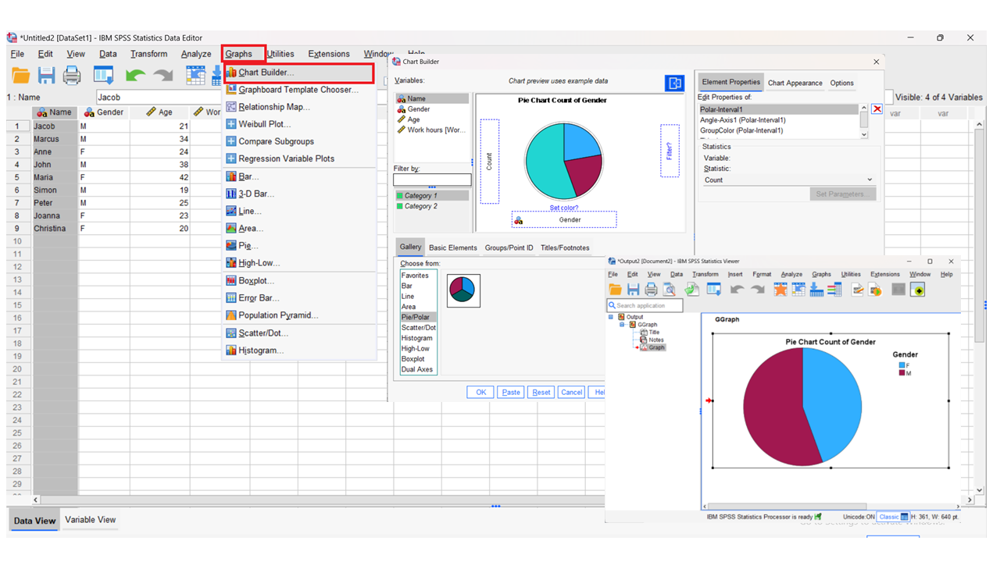 *Untitled2 [DataSet1] - IBM SPSS Statistics Data Editor
File Edit View Data Transform Analyze Graphs Utilities Extensions Window Help
1 : Name Jacob
Visible: 4 of 4 Variables
Name Gender Age var var
1 Jacob M 21
2 Marcus M 34
3 Anne F 24
4 John M 38
5 Maria F 42
6 Simon M 19
7 Peter M 25
8 Joanna F 23
9 Christina F 20
10
11
12
13
14
15
16
17
18
19
20
21
22
23
24
25
26
27
28
29
Data View Variable View
Chart Builder...
Graphboard Template Chooser...
Relationship Map...
Weibull Plot...
Compare Subgroups
Regression Variable Plots
Bar...
3-D Bar...
Line...
Area...
Pie...
High-Low...
Boxplot...
Error Bar...
Population Pyramid...
Scatter/Dot...
Histogram...
Chart Builder
Variables:
Chart preview uses example data
Name
Gender
Age
Work hours [Wor...
Filter by:
Category 1
Category 2
Pie Chart Count of Gender
Count
Filter?
Set color?
Gender
Gallery Basic Elements Groups/Point ID Titles/Footnotes
Choose from:
Favorites
Bar
Line
Area
Pie/Polar
Scatter/Dot
Histogram
High-Low
Boxplot
Dual Axes
OK Paste Reset Cancel
Element Properties Chart Appearance Options
Edit Properties of:
Polar-Interval1
Angle-Axis1 (Polar-Interval1)
GroupColor (Polar-Interval1)
Statistics
Variable:
Statistic:
Count
Set Parameters...
*Output2 [Document2] - IBM SPSS Statistics Viewer
File Edit View Data Transform Insert Format Analyze Graphs Utilities Extensions Window Help
Search application
Output
GGraph
Title
Notes
Graph
GGraph
Pie Chart Count of Gender
Gender
F
M
IBM SPSS Statistics Processor is ready Unicode:ON Classic H: 361, W: 640 pt.